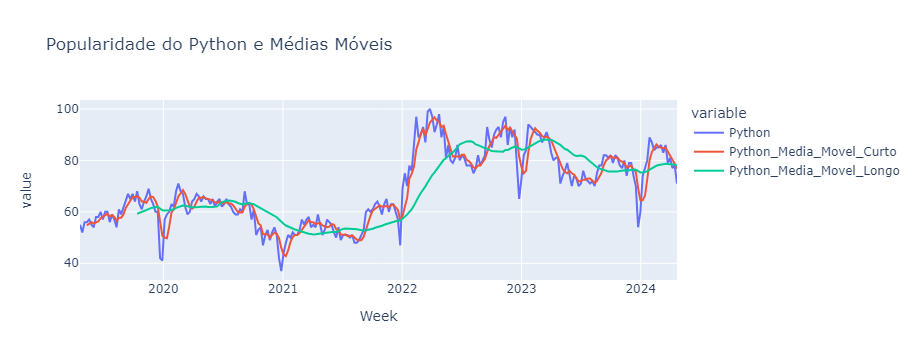 Popularidade do Python e Médias Móveis
variable
Python
Python_Media_Movel_Curto
Python_Media_Movel_Longo
value
100
80
60
40
2020
2021
2022
2023
2024
Week